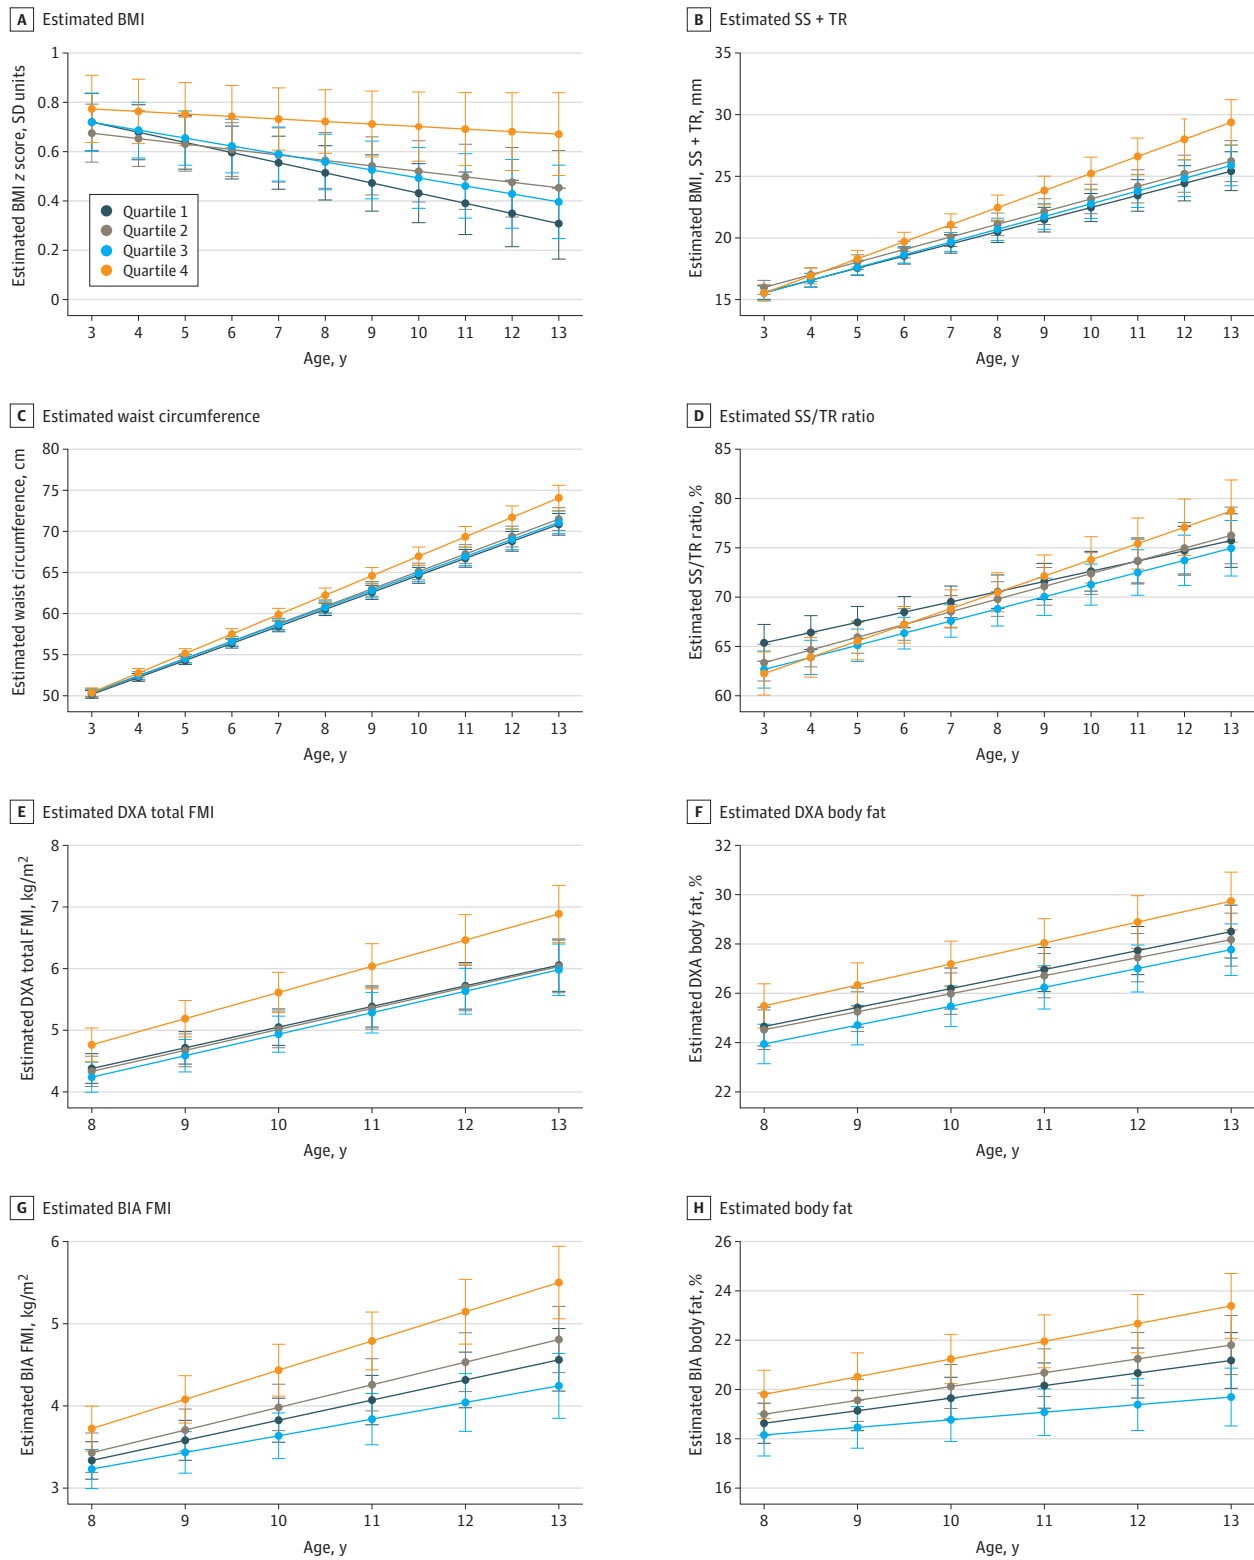 A Estimated BMI
Estimated BMI z score, SD units
1
0.8
0.6
0.4
0.2
0
Quartile 1
Quartile 2
Quartile 3
Quartile 4
3 4 5 6 7 8 9 10 11 12 13
Age, y
B Estimated SS + TR
Estimated BMI, SS + TR, mm
35
30
25
20
15
3 4 5 6 7 8 9 10 11 12 13
Age, y
C Estimated waist circumference
Estimated waist circumference, cm
80
75
70
65
60
55
50
3 4 5 6 7 8 9 10 11 12 13
Age, y
D Estimated SS/TR ratio
Estimated SS/TR ratio, %
85
80
75
70
65
60
3 4 5 6 7 8 9 10 11 12 13
Age, y
E Estimated DXA total FMI
Estimated DXA total FMI, kg/m²
8
7
6
5
4
8 9 10 11 12 13
Age, y
F Estimated DXA body fat
Estimated DXA body fat, %
32
30
28
26
24
22
8 9 10 11 12 13
Age, y
G Estimated BIA FMI
Estimated BIA FMI, kg/m²
6
5
4
3
8 9 10 11 12 13
Age, y
H Estimated body fat
Estimated BIA body fat, %
26
24
22
20
18
16
8 9 10 11 12 13
Age, y